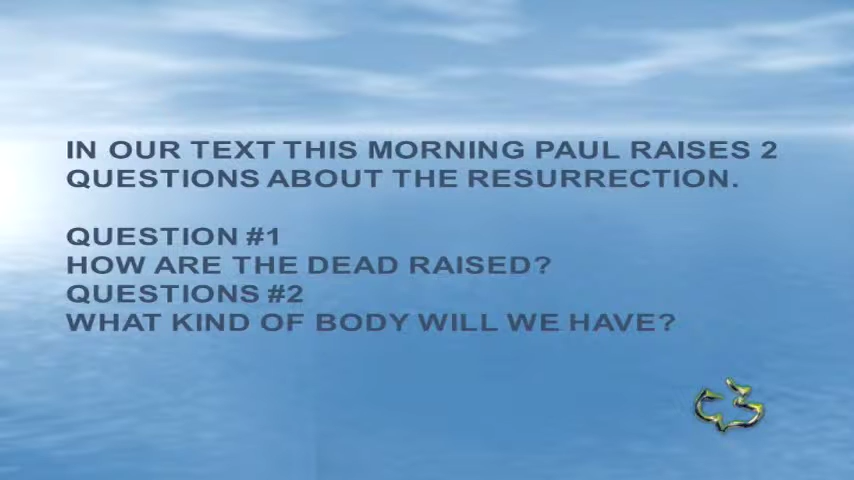 IN OUR TEXT THIS MORNING PAUL RAISES 2
QUESTIONS ABOUT THE RESURRECTION.
QUESTION #1
HOW ARE THE DEAD RAISED?
QUESTIONS #2
WHAT KIND OF BODY WILL WE HAVE?